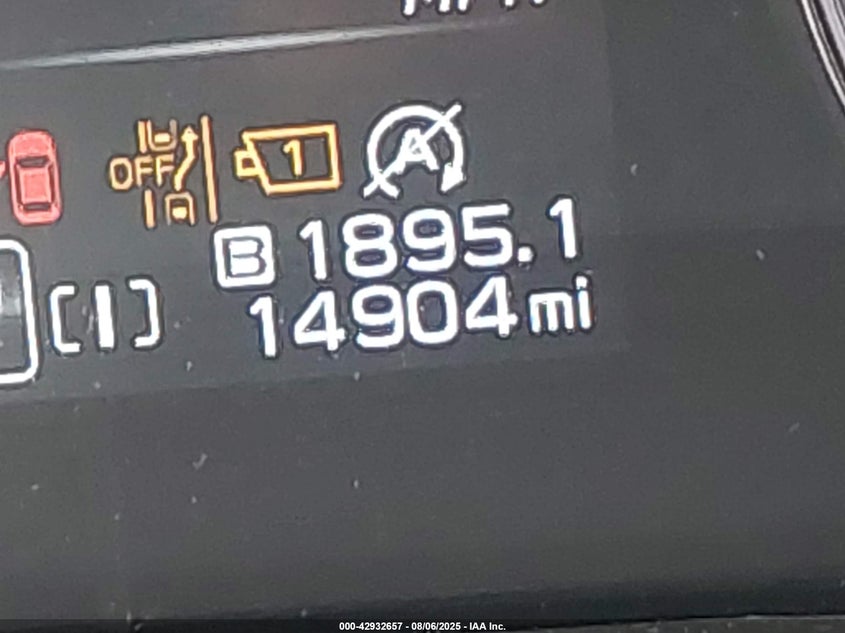 OFF
1
A
B 1895.1
14904 mi
000-42932657 - 08/06/2025 - IAA Inc.